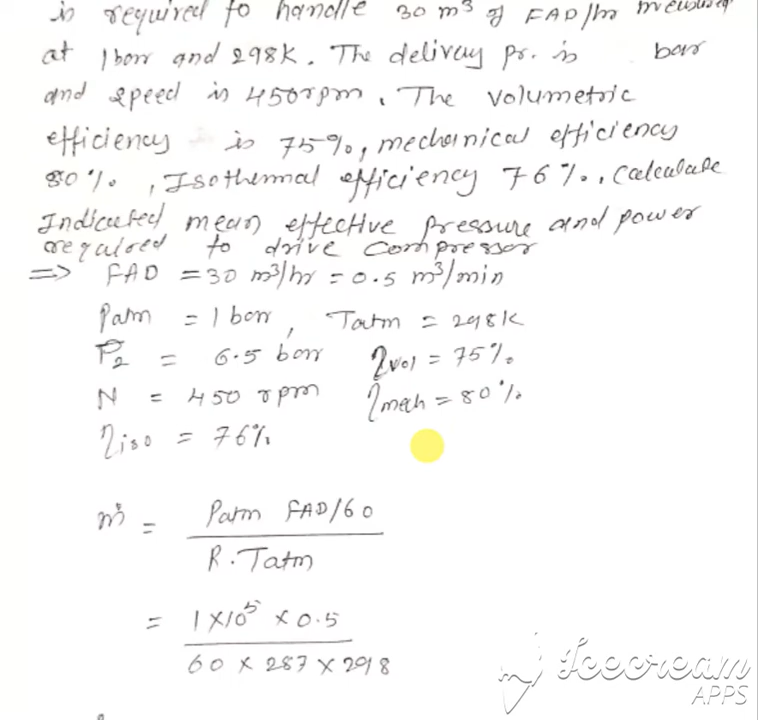 is required to handle 30 m³ of FAD/hr measured
at 1 bar and 298K. The delivery pr. is bar
and speed is 450rpm. The volumetric
efficiency is 75%, mechanical efficiency
80%, Isothermal efficiency 76%. Calculate
Indicated mean effective pressure and power
required to drive compressor
=> FAD = 30 m³/hr = 0.5 m³/min
Patm = 1 bar, Tatm = 298K
P₂ = 6.5 bar ηvol = 75%
N = 450 rpm ηmech = 80%
ηiso = 76%
ṁ = Patm FAD/60
R.Tatm
= 1×10⁵ × 0.5
60 × 287 × 298
Icecream
APPS